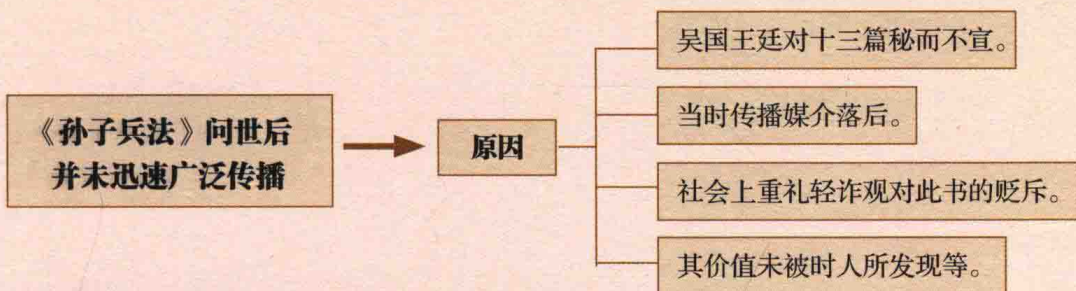 《孙子兵法》问世后
并未迅速广泛传播
原因
吴国王廷对十三篇秘而不宣。
当时传播媒介落后。
社会上重礼轻诈观对此书的贬斥。
其价值未被时人所发现等。